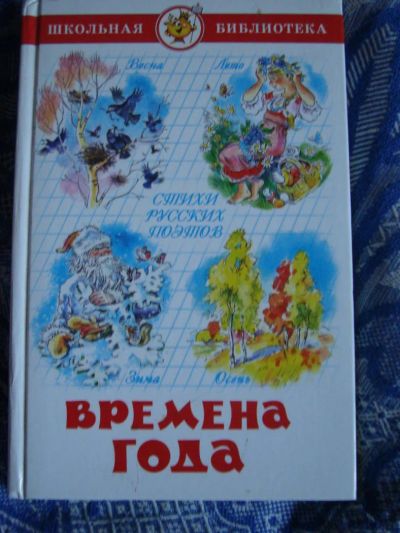 ШКОЛЬНАЯ БИБЛИОТЕКА
Весна Лето
СТИХИ
РУССКИХ
ПОЭТОВ
Зима Осень
ВРЕМЕНА
ГОДА